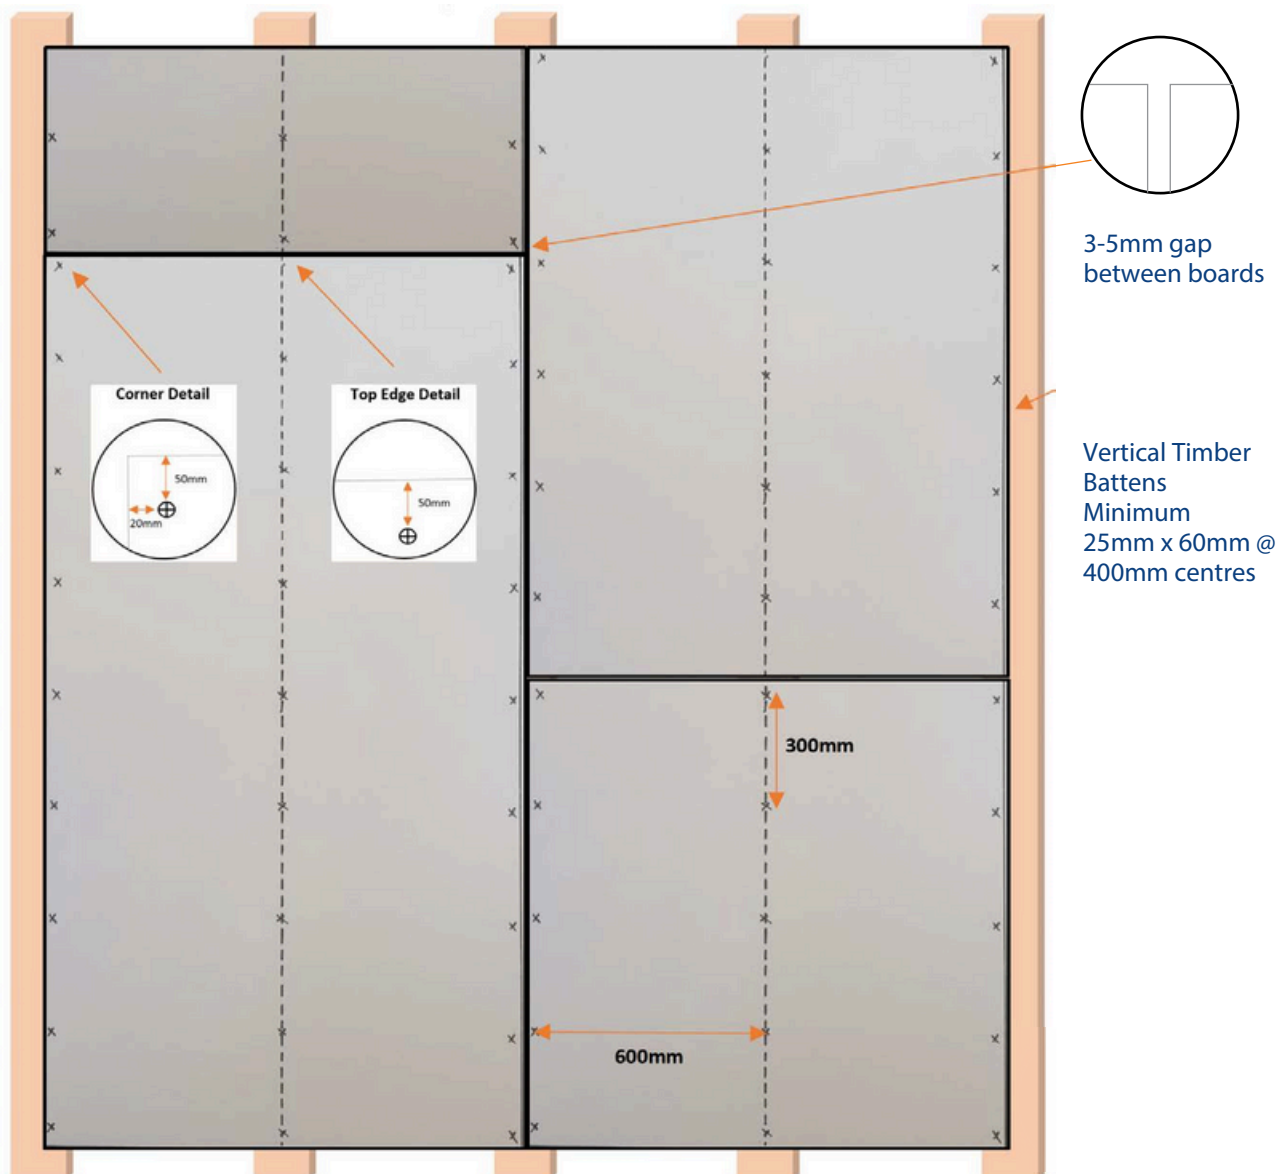 3-5mm gap
between boards
Corner Detail
50mm
20mm
Top Edge Detail
50mm
Vertical Timber
Battens
Minimum
25mm x 60mm @
400mm centres
300mm
600mm